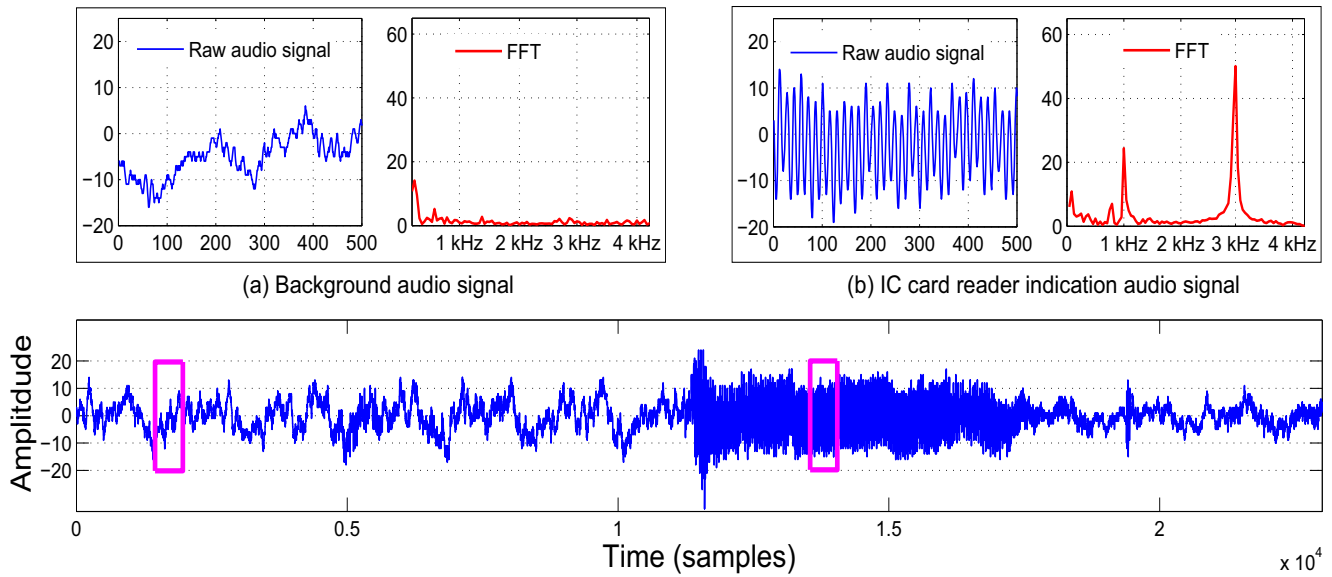 20
10
0
−10
−20
Raw audio signal
0 100 200 300 400 500
60
40
20
0
FFT
1 kHz 2 kHz 3 kHz 4 kHz
(a) Background audio signal
20
10
0
−10
−20
Raw audio signal
0 100 200 300 400 500
60
40
20
0
FFT
0 1 kHz 2 kHz 3 kHz 4 kHz
(b) IC card reader indication audio signal
Amplitdude
20
10
0
−10
−20
0 0.5 1 1.5 2
Time (samples)
x 10⁴